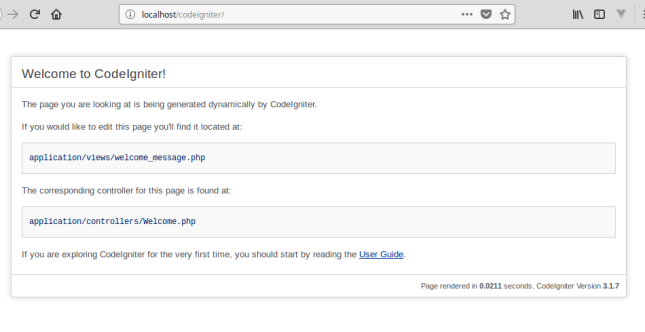 localhost/codeigniter/
Welcome to CodeIgniter!
The page you are looking at is being generated dynamically by CodeIgniter.
If you would like to edit this page you'll find it located at:
application/views/welcome_message.php
The corresponding controller for this page is found at:
application/controllers/Welcome.php
If you are exploring CodeIgniter for the very first time, you should start by reading the User Guide.
Page rendered in 0.0211 seconds. CodeIgniter Version 3.1.7